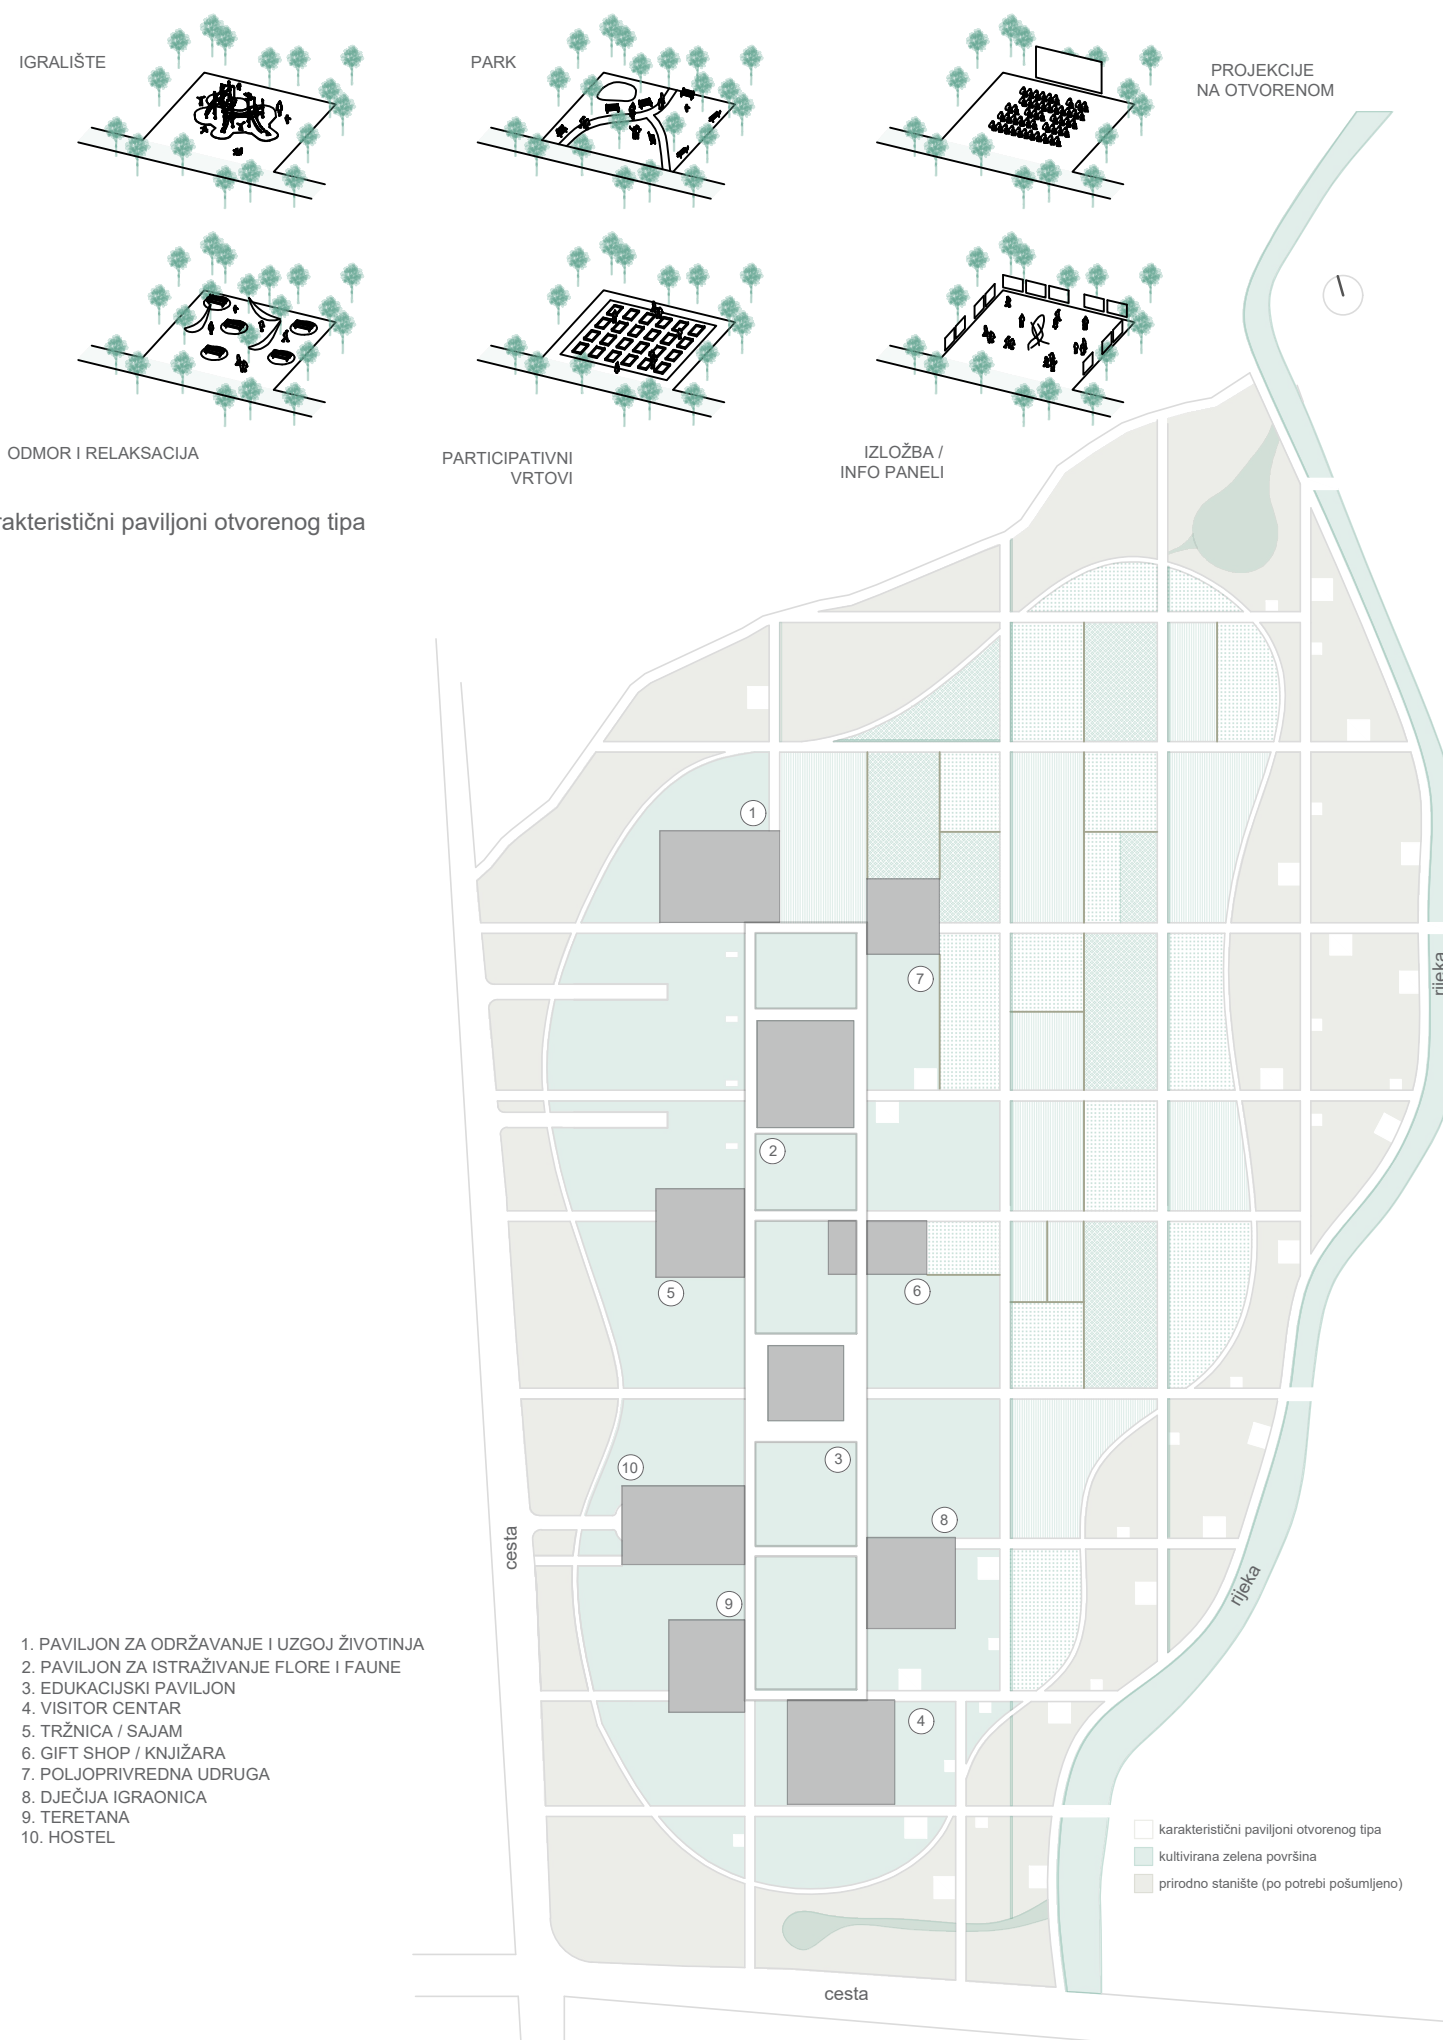 IGRALIŠTE
PARK
PROJEKCIJE
NA OTVORENOM
ODMOR I RELAKSACIJA
PARTICIPATIVNI
VRTOVI
IZLOŽBA /
INFO PANELI
rakteristični paviljoni otvorenog tipa
1
7
rijeka
2
5
6
3
10
8
cesta
9
rijeka
4
1. PAVILJON ZA ODRŽAVANJE I UZGOJ ŽIVOTINJA
2. PAVILJON ZA ISTRAŽIVANJE FLORE I FAUNE
3. EDUKACIJSKI PAVILJON
4. VISITOR CENTAR
5. TRŽNICA / SAJAM
6. GIFT SHOP / KNJIŽARA
7. POLJOPRIVREDNA UDRUGA
8. DJEČIJA IGRAONICA
9. TERETANA
10. HOSTEL
karakteristični paviljoni otvorenog tipa
kultivirana zelena površina
prirodno stanište (po potrebi pošumljeno)
cesta